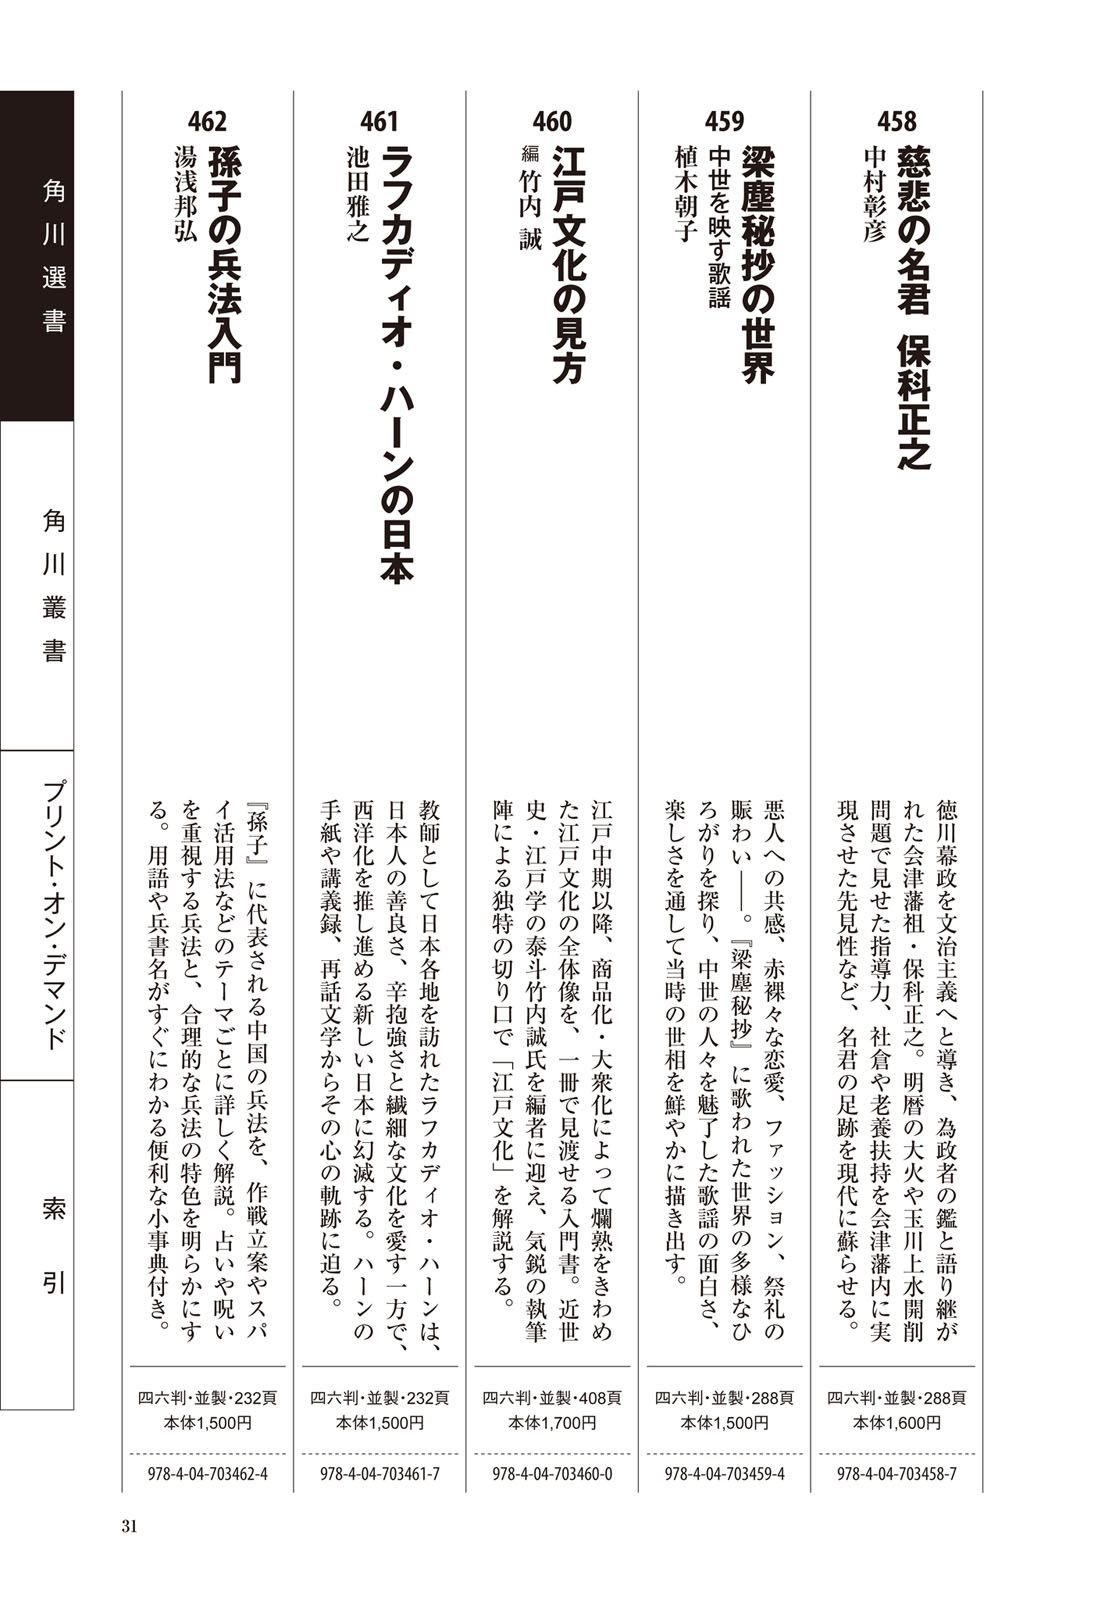 458
慈悲の名君 保科正之
中村彰彦
徳川幕政を文治主義へと導き、為政者の鑑と語り継が
れた会津藩祖・保科正之。明暦の大火や玉川上水開削
問題で見せた指導力、社倉や老養扶持を会津藩内に実
現させた先見性など、名君の足跡を現代に蘇らせる。
四六判・並製・288頁
本体1,600円
978-4-04-703458-7
459
梁塵秘抄の世界
中世を映す歌謡
植木朝子
悪人への共感、赤裸々な恋愛、ファッション、祭礼の
賑わい――。『梁塵秘抄』に歌われた世界の多様なひ
ろがりを探り、中世の人々を魅了した歌謡の面白さ、
楽しさを通して当時の世相を鮮やかに描き出す。
四六判・並製・288頁
本体1,500円
978-4-04-703459-4
460
江戸文化の見方
編 竹内 誠
江戸中期以降、商品化・大衆化によって爛熟をきわめ
た江戸文化の全体像を、一冊で見渡せる入門書。近世
史・江戸学の泰斗竹内誠氏を編者に迎え、気鋭の執筆
陣による独特の切り口で「江戸文化」を解説する。
四六判・並製・408頁
本体1,700円
978-4-04-703460-0
461
ラフカディオ・ハーンの日本
池田雅之
教師として日本各地を訪れたラフカディオ・ハーンは、
日本人の善良さ、辛抱強さと繊細な文化を愛す一方で、
西洋化を推し進める新しい日本に幻滅する。ハーンの
手紙や講義録、再話文学からその心の軌跡に迫る。
四六判・並製・232頁
本体1,500円
978-4-04-703461-7
462
孫子の兵法入門
湯浅邦弘
『孫子』に代表される中国の兵法を、作戦立案やスパ
イ活用法などのテーマごとに詳しく解説。占いや呪い
を重視する兵法と、合理的な兵法の特色を明らかにす
る。用語や兵書名がすぐにわかる便利な小事典付き。
四六判・並製・232頁
本体1,500円
978-4-04-703462-4
角川選書
角川叢書
プリント・オン・デマンド
索引
31